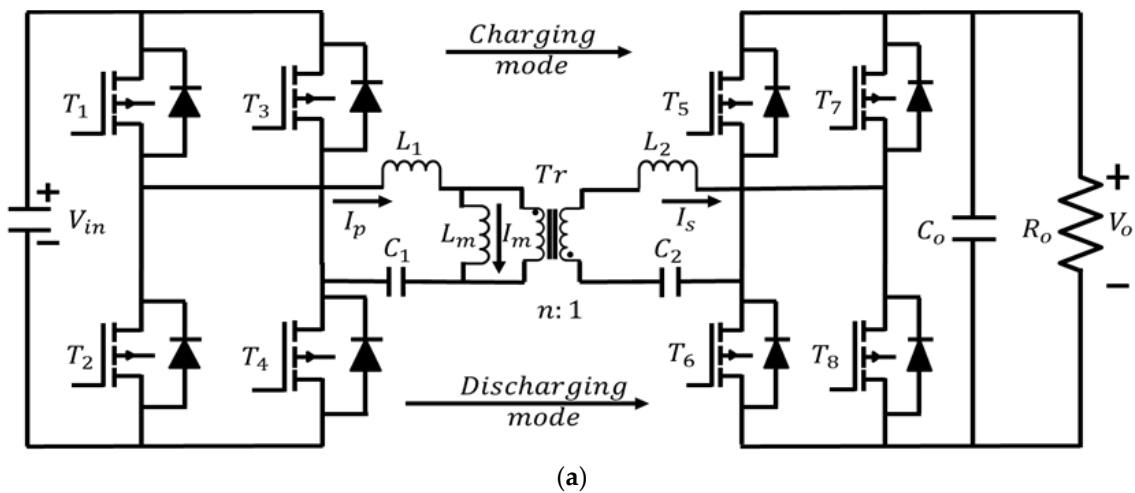 Charging
mode
T1
T3
T5
T7
L1
L2
Tr
+
Vin
−
Ip
Lm
Im
Is
Co
Ro
+
Vo
−
C1
C2
n: 1
T2
T4
T6
T8
Discharging
mode
(a)